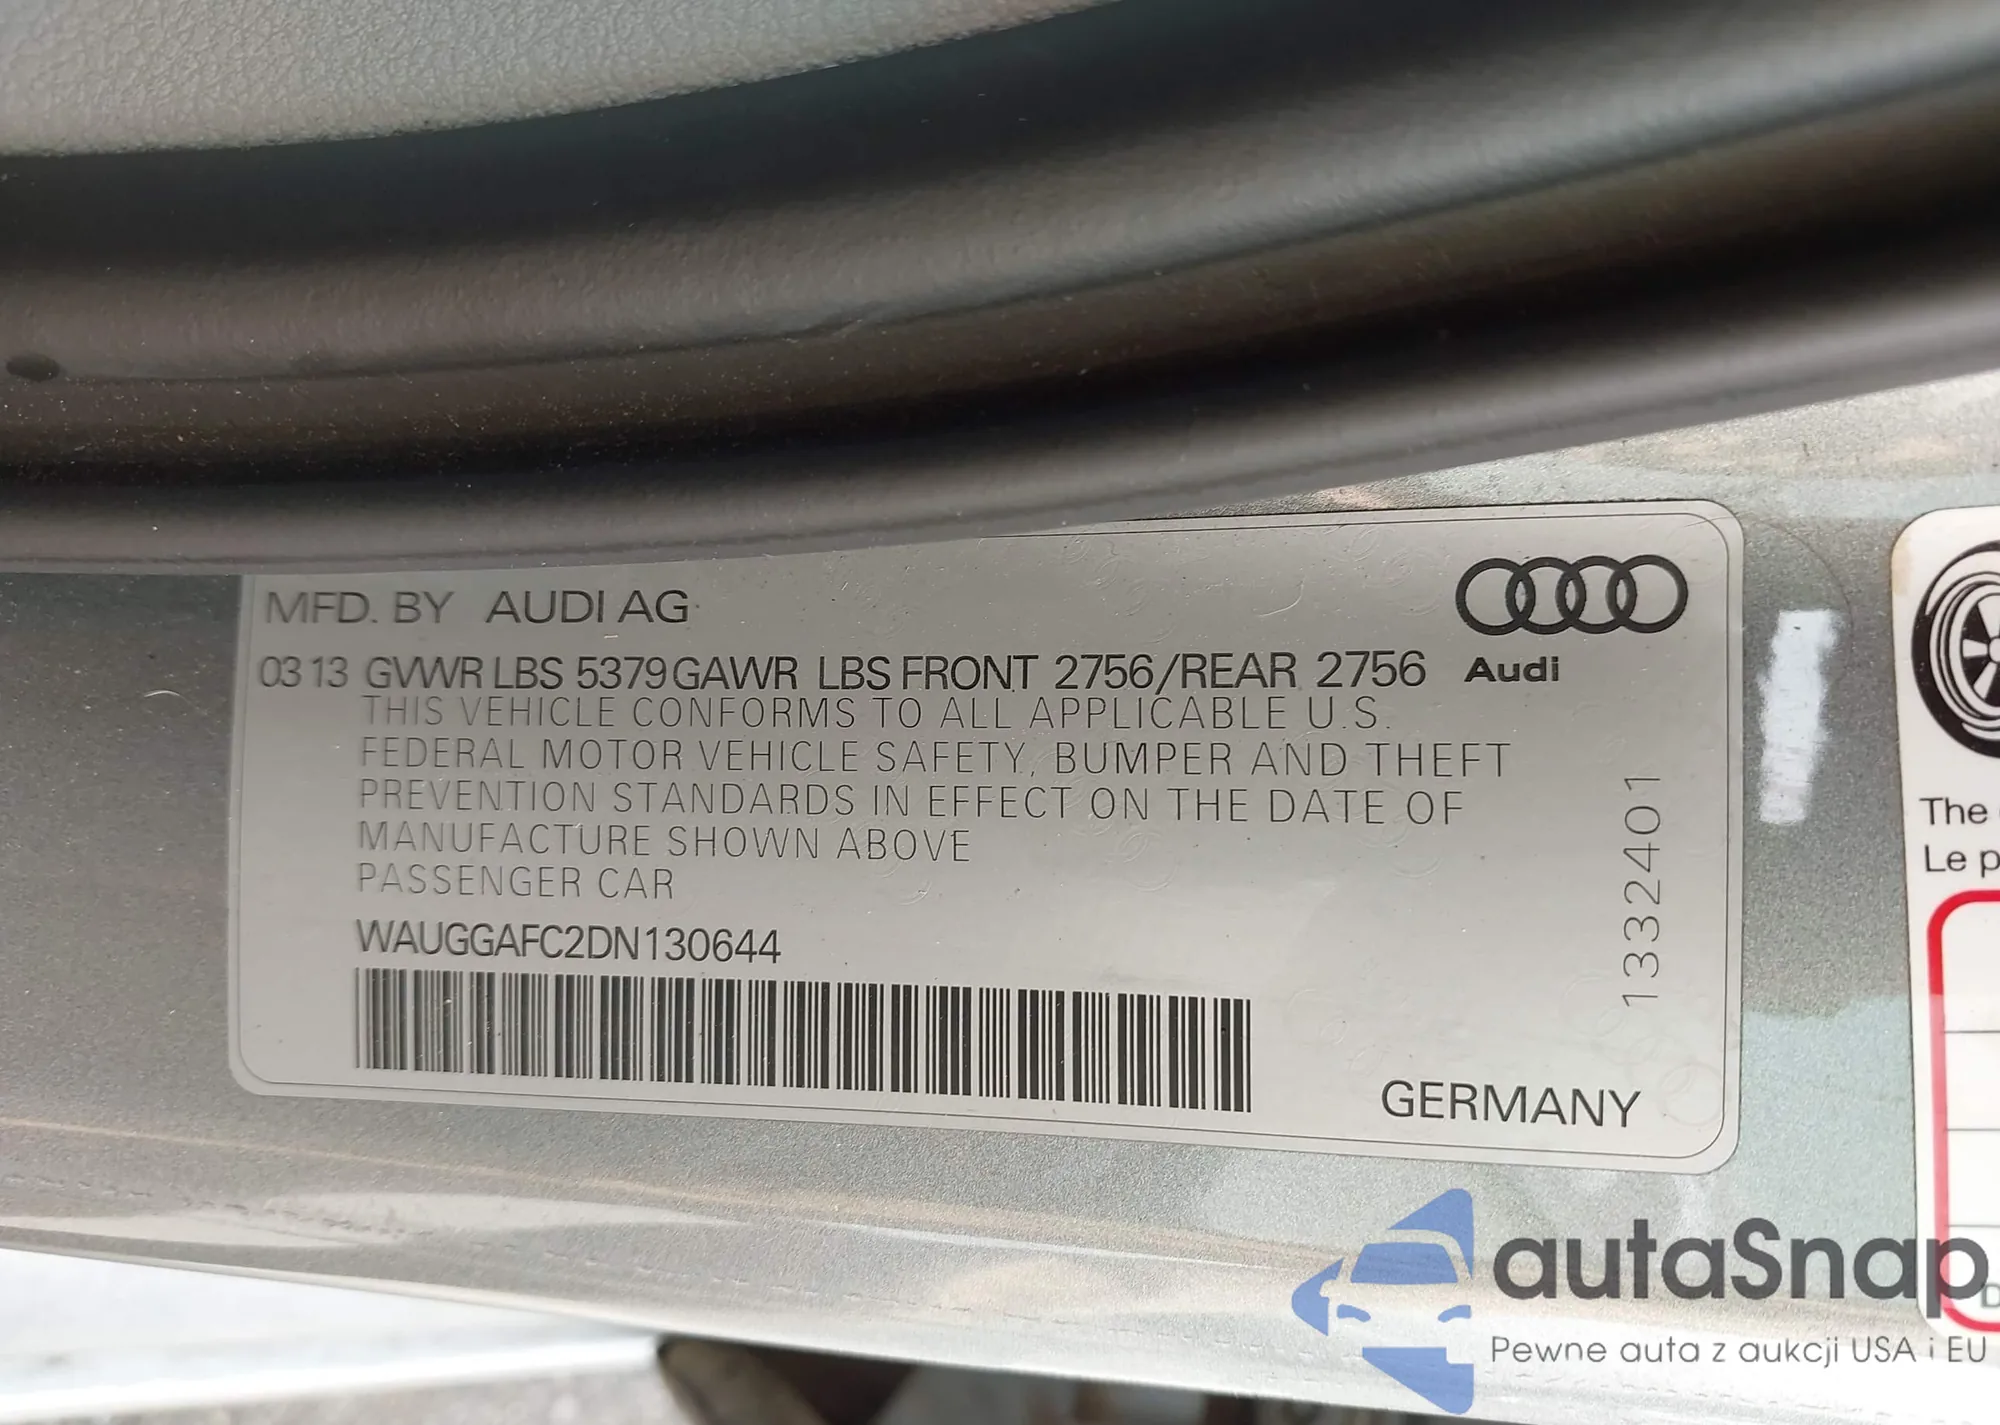 MFD. BY AUDI AG
03 13 GVWR LBS 5379 GAWR LBS FRONT 2756/REAR 2756 Audi
THIS VEHICLE CONFORMS TO ALL APPLICABLE U.S.
FEDERAL MOTOR VEHICLE SAFETY, BUMPER AND THEFT
PREVENTION STANDARDS IN EFFECT ON THE DATE OF
MANUFACTURE SHOWN ABOVE
PASSENGER CAR
WAUGGAFC2DN130644
GERMANY
1332401
The
Le p
autaSnap
Pewne auta z aukcji USA i EU